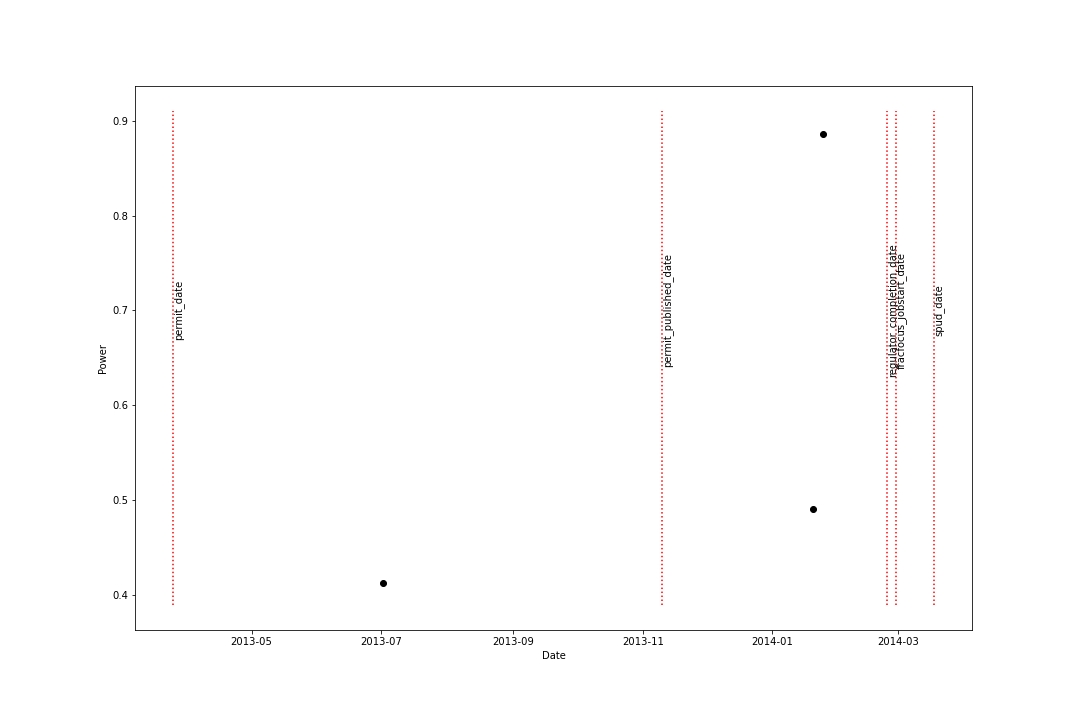 0.9
0.8
0.7
0.6
0.5
0.4
Power
permit_date
permit_published_date
regulator_completion_date
fracfocus_jobstart_date
spud_date
2013-05
2013-07
2013-09
2013-11
2014-01
2014-03
Date